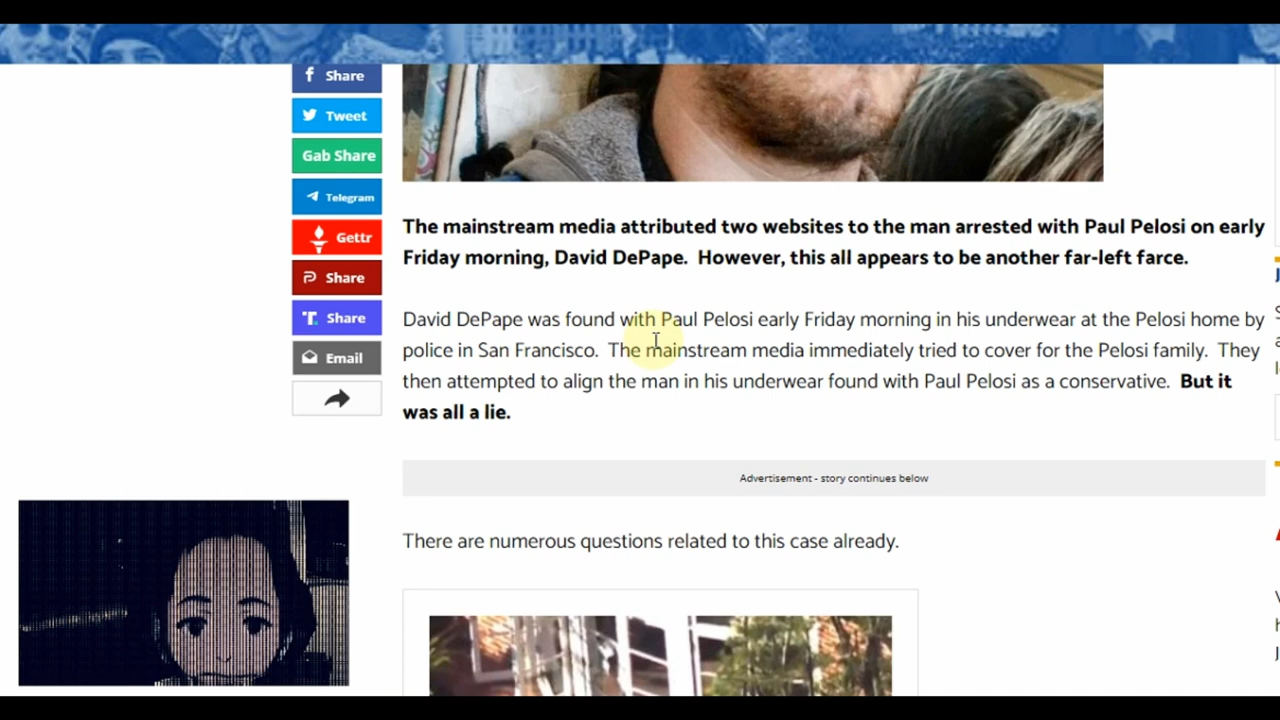 Share
Tweet
Gab Share
Telegram
Gettr
Share
Share
Email
The mainstream media attributed two websites to the man arrested with Paul Pelosi on early
Friday morning, David DePape.  However, this all appears to be another far-left farce.
David DePape was found with Paul Pelosi early Friday morning in his underwear at the Pelosi home by
police in San Francisco.  The mainstream media immediately tried to cover for the Pelosi family.  They
then attempted to align the man in his underwear found with Paul Pelosi as a conservative.  But it
was all a lie.
Advertisement - story continues below
There are numerous questions related to this case already.